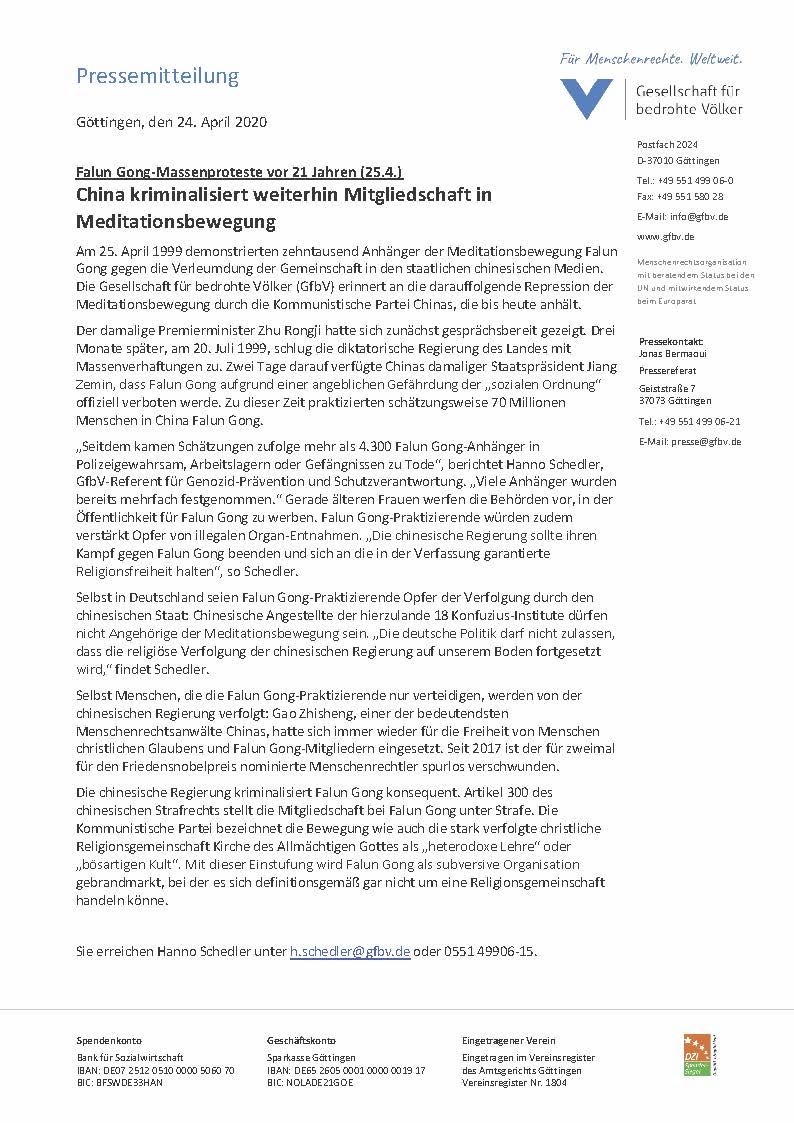 Für Menschenrechte. Weltweit.
Pressemitteilung
Gesellschaft für
bedrohte Völker
Göttingen, den 24. April 2020
Postfach 2024
D-37010 Göttingen
Tel.: +49 551 499 06-0
Fax: +49 551 580 28
E-Mail: info@gfbv.de
www.gfbv.de
Menschenrechtsorganisation
mit beratendem Status bei den
UN und mitwirkendem Status
beim Europarat
Pressekontakt:
Jonas Bermaoui
Pressereferat
Geiststraße 7
37073 Göttingen
Tel.: +49 551 499 06-21
E-Mail: presse@gfbv.de
Falun Gong-Massenproteste vor 21 Jahren (25.4.)
China kriminalisiert weiterhin Mitgliedschaft in
Meditationsbewegung
Am 25. April 1999 demonstrierten zehntausend Anhänger der Meditationsbewegung Falun
Gong gegen die Verleumdung der Gemeinschaft in den staatlichen chinesischen Medien.
Die Gesellschaft für bedrohte Völker (GfbV) erinnert an die darauffolgende Repression der
Meditationsbewegung durch die Kommunistische Partei Chinas, die bis heute anhält.
Der damalige Premierminister Zhu Rongji hatte sich zunächst gesprächsbereit gezeigt. Drei
Monate später, am 20. Juli 1999, schlug die diktatorische Regierung des Landes mit
Massenverhaftungen zu. Zwei Tage darauf verfügte Chinas damaliger Staatspräsident Jiang
Zemin, dass Falun Gong aufgrund einer angeblichen Gefährdung der „sozialen Ordnung“
offiziell verboten werde. Zu dieser Zeit praktizierten schätzungsweise 70 Millionen
Menschen in China Falun Gong.
„Seitdem kamen Schätzungen zufolge mehr als 4.300 Falun Gong-Anhänger in
Polizeigewahrsam, Arbeitslagern oder Gefängnissen zu Tode“, berichtet Hanno Schedler,
GfbV-Referent für Genozid-Prävention und Schutzverantwortung. „Viele Anhänger wurden
bereits mehrfach festgenommen.“ Gerade älteren Frauen werfen die Behörden vor, in der
Öffentlichkeit für Falun Gong zu werben. Falun Gong-Praktizierende würden zudem
verstärkt Opfer von illegalen Organ-Entnahmen. „Die chinesische Regierung sollte ihren
Kampf gegen Falun Gong beenden und sich an die in der Verfassung garantierte
Religionsfreiheit halten“, so Schedler.
Selbst in Deutschland seien Falun Gong-Praktizierende Opfer der Verfolgung durch den
chinesischen Staat: Chinesische Angestellte der hierzulande 18 Konfuzius-Institute dürfen
nicht Angehörige der Meditationsbewegung sein. „Die deutsche Politik darf nicht zulassen,
dass die religiöse Verfolgung der chinesischen Regierung auf unserem Boden fortgesetzt
wird,“ findet Schedler.
Selbst Menschen, die die Falun Gong-Praktizierende nur verteidigen, werden von der
chinesischen Regierung verfolgt: Gao Zhisheng, einer der bedeutendsten
Menschenrechtsanwälte Chinas, hatte sich immer wieder für die Freiheit von Menschen
christlichen Glaubens und Falun Gong-Mitgliedern eingesetzt. Seit 2017 ist der für zweimal
für den Friedensnobelpreis nominierte Menschenrechtler spurlos verschwunden.
Die chinesische Regierung kriminalisiert Falun Gong konsequent. Artikel 300 des
chinesischen Strafrechts stellt die Mitgliedschaft bei Falun Gong unter Strafe. Die
Kommunistische Partei bezeichnet die Bewegung wie auch die stark verfolgte christliche
Religionsgemeinschaft Kirche des Allmächtigen Gottes als „heterodoxe Lehre“ oder
„bösartigen Kult“. Mit dieser Einstufung wird Falun Gong als subversive Organisation
gebrandmarkt, bei der es sich definitionsgemäß gar nicht um eine Religionsgemeinschaft
handeln könne.
Sie erreichen Hanno Schedler unter h.schedler@gfbv.de oder 0551 49906-15.
Spendenkonto
Bank für Sozialwirtschaft
IBAN: DE07 2512 0510 0000 5060 70
BIC: BFSWDE33HAN
Geschäftskonto
Sparkasse Göttingen
IBAN: DE65 2605 0001 0000 0019 17
BIC: NOLADE21GOE
Eingetragener Verein
Eingetragen im Vereinsregister
des Amtsgerichts Göttingen
Vereinsregister Nr. 1804
DZI
Spenden-
Siegel